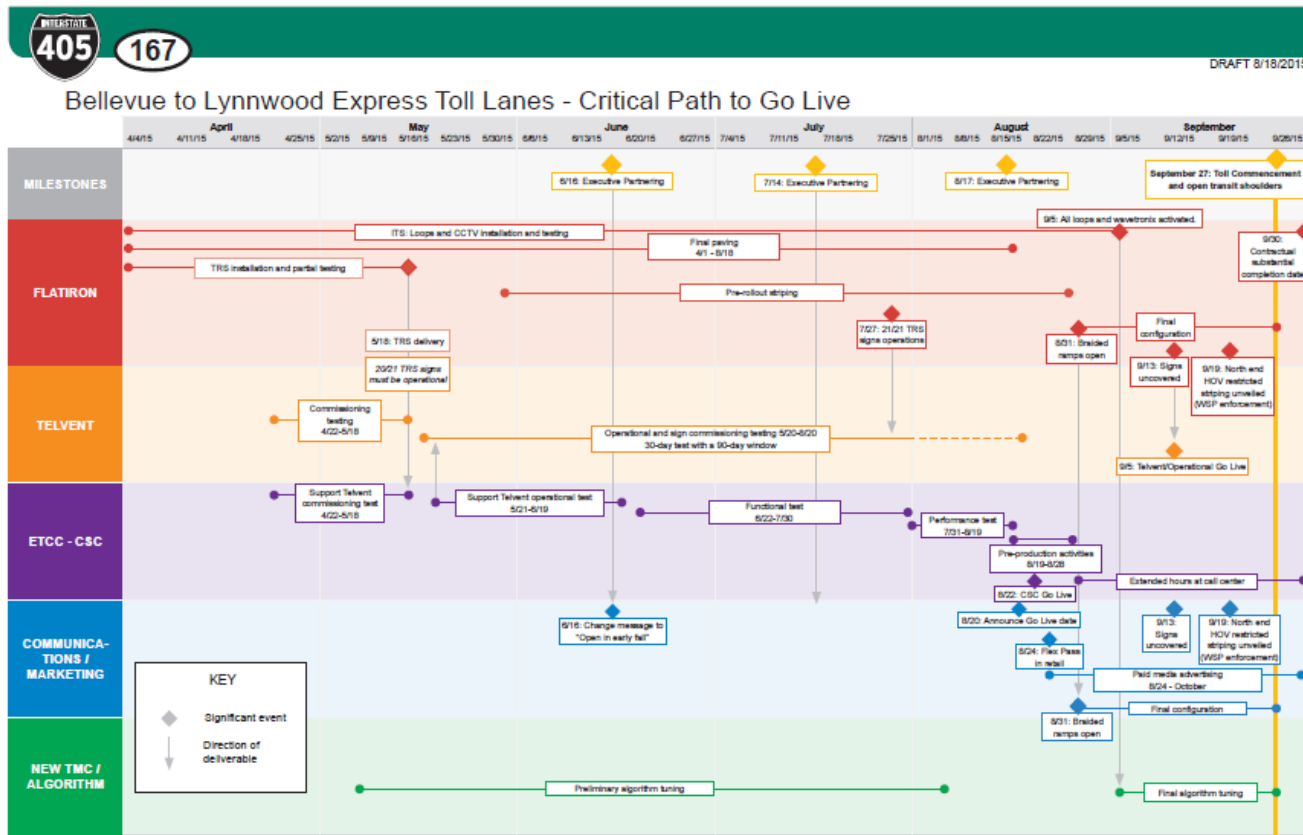 INTERSTATE
405
167
DRAFT 8/18/2015
Bellevue to Lynnwood Express Toll Lanes - Critical Path to Go Live
April May June July August September
4/4/15 4/11/15 4/18/15 4/25/15 5/2/15 5/9/15 5/16/15 5/23/15 5/30/15 6/6/15 6/13/15 6/20/15 6/27/15 7/4/15 7/11/15 7/18/15 7/25/15 8/1/15 8/8/15 8/15/15 8/22/15 8/29/15 9/5/15 9/12/15 9/19/15 9/26/15
MILESTONES
6/16: Executive Partnering
7/14: Executive Partnering
8/17: Executive Partnering
September 27: Toll Commencement
and open transit shoulders
FLATIRON
ITS: Loops and CCTV installation and testing
9/5: All loops and wavetronix activated.
Final paving
4/1 - 8/18
9/30:
Contractual
substantial
completion date
TRS installation and partial testing
Pre-rollout striping
5/18: TRS delivery
20/21 TRS signs
must be operational
7/27: 21/21 TRS
signs operations
8/31: Braided
ramps open
Final
configuration
9/13: Signs
uncovered
9/19: North end
HOV restricted
striping unveiled
(WSP enforcement)
TELVENT
Commissioning
testing
4/22-5/18
Operational and sign commissioning testing 5/20-8/20
30-day test with a 90-day window
9/5: Telvent/Operational Go Live
ETCC - CSC
Support Telvent
commissioning test
4/22-5/18
Support Telvent operational test
5/21-6/19
Functional test
6/22-7/30
Performance test
7/31-8/19
Pre-production activities
8/19-8/28
Extended hours at call center
8/22: CSC Go Live
COMMUNICA-
TIONS /
MARKETING
6/16: Change message to
"Open in early fall"
8/20: Announce Go Live date
8/24: Flex Pass
in retail
9/13:
Signs
uncovered
9/19: North end
HOV restricted
striping unveiled
(WSP enforcement)
Paid media advertising
8/24 - October
Final configuration
8/31: Braided
ramps open
KEY
Significant event
Direction of
deliverable
NEW TMC /
ALGORITHM
Preliminary algorithm tuning
Final algorithm tuning